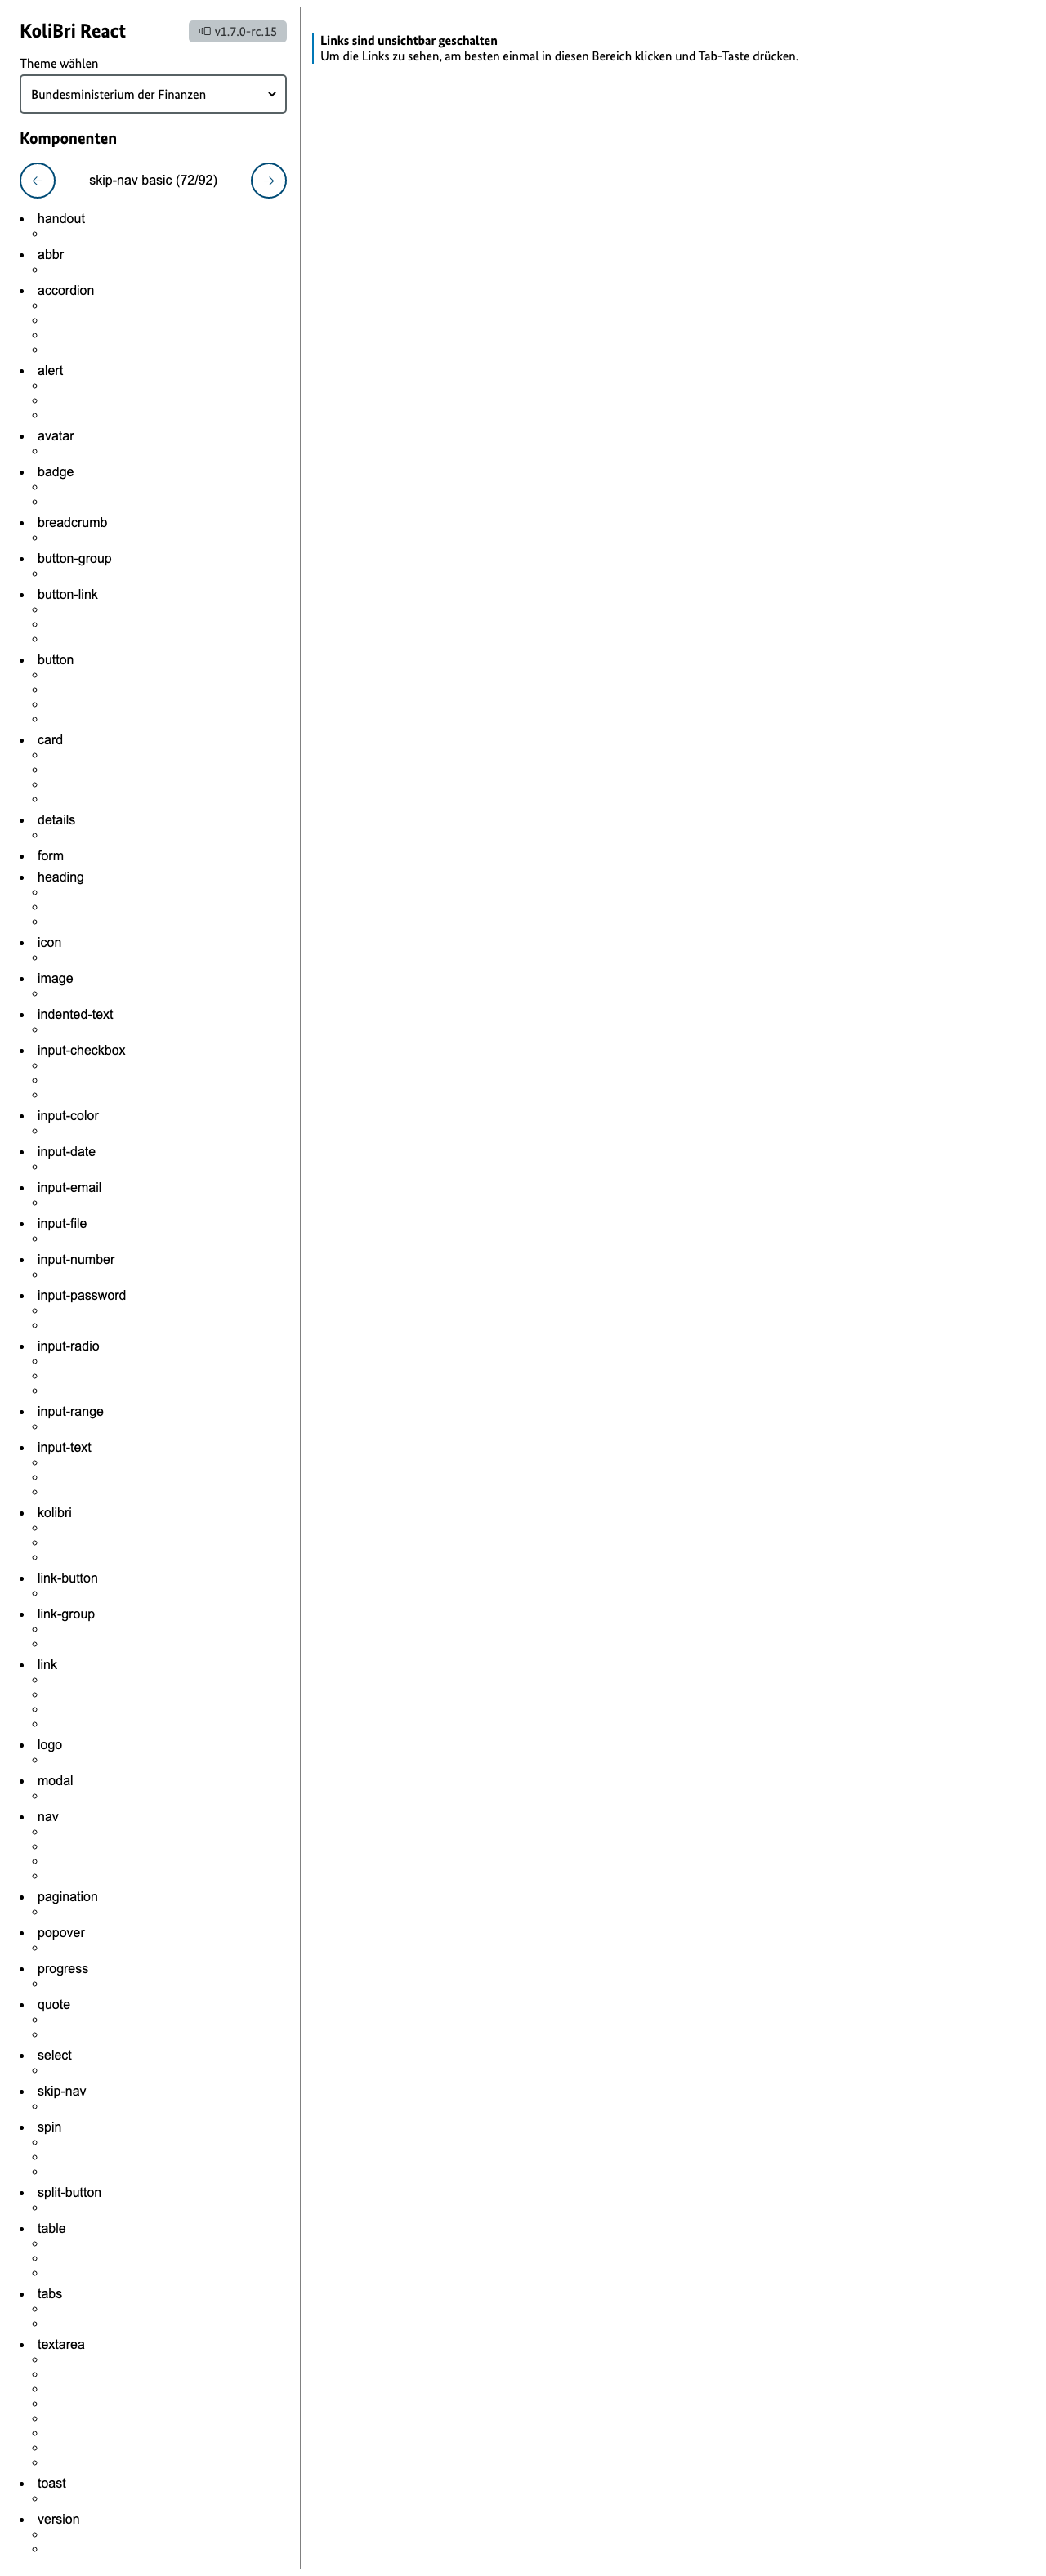 KoliBri React
v1.7.0-rc.15
Theme wählen
Bundesministerium der Finanzen
Komponenten
skip-nav basic (72/92)
handout
abbr
accordion
alert
avatar
badge
breadcrumb
button-group
button-link
button
card
details
form
heading
icon
image
indented-text
input-checkbox
input-color
input-date
input-email
input-file
input-number
input-password
input-radio
input-range
input-text
kolibri
link-button
link-group
link
logo
modal
nav
pagination
popover
progress
quote
select
skip-nav
spin
split-button
table
tabs
textarea
toast
version
Links sind unsichtbar geschalten
Um die Links zu sehen, am besten einmal in diesen Bereich klicken und Tab-Taste drücken.